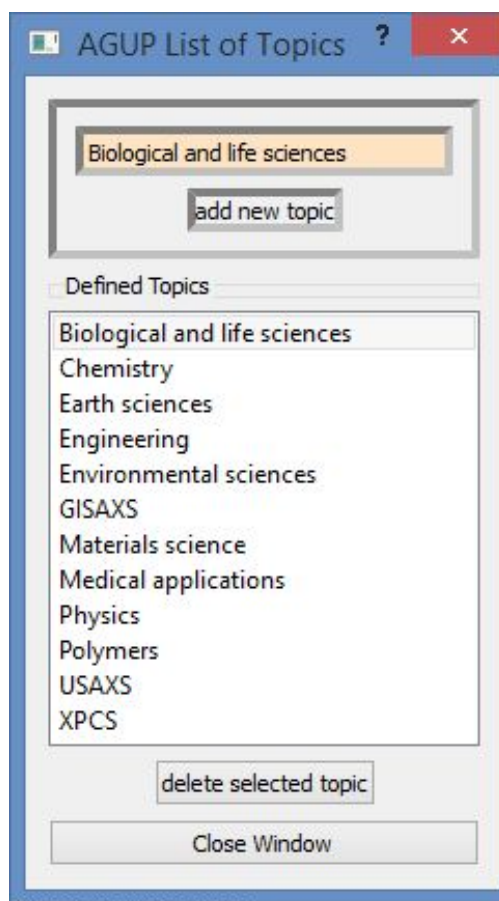 AGUP List of Topics ? ×
Biological and life sciences
add new topic
Defined Topics
Biological and life sciences
Chemistry
Earth sciences
Engineering
Environmental sciences
GISAXS
Materials science
Medical applications
Physics
Polymers
USAXS
XPCS
delete selected topic
Close Window